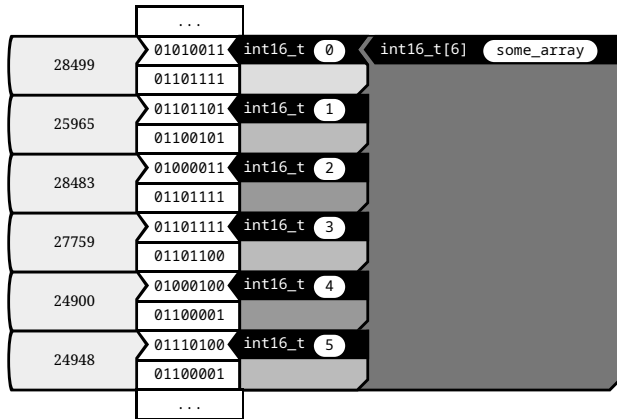 ...
28499 01010011 int16_t 0 int16_t[6] some_array
01101111
25965 01101101 int16_t 1
01100101
28483 01000011 int16_t 2
01101111
27759 01101111 int16_t 3
01101100
24900 01000100 int16_t 4
01100001
24948 01110100 int16_t 5
01100001
...